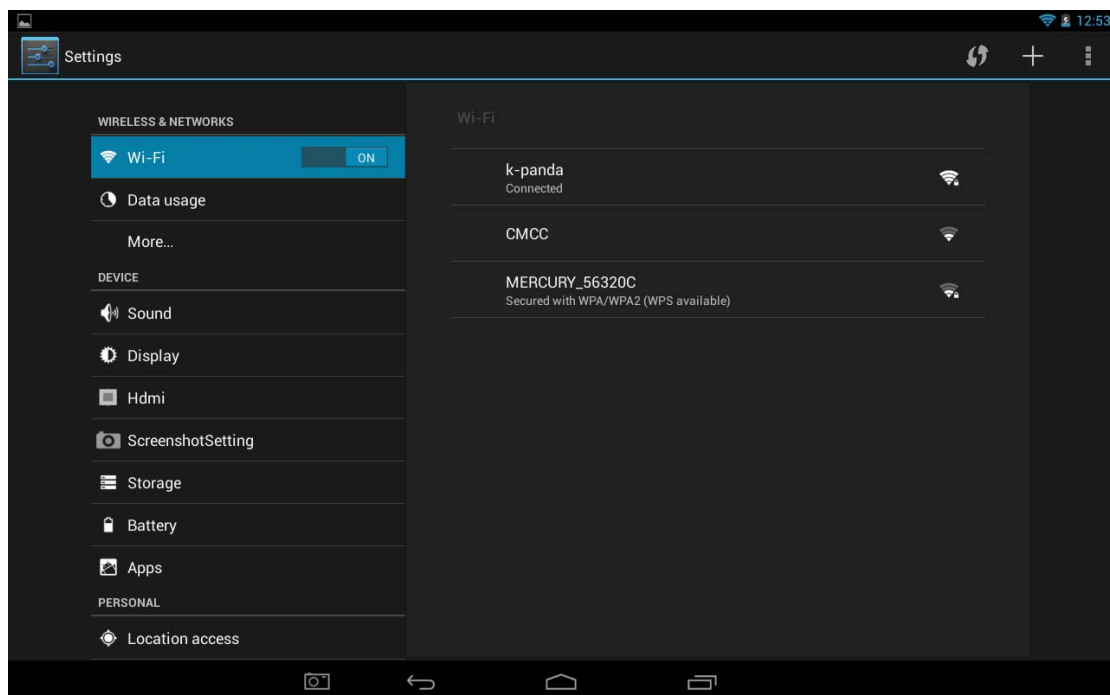 12:53
Settings
WIRELESS & NETWORKS
Wi-Fi
ON
Data usage
More...
DEVICE
Sound
Display
Hdmi
ScreenshotSetting
Storage
Battery
Apps
PERSONAL
Location access
Wi-Fi
k-panda
Connected
CMCC
MERCURY_56320C
Secured with WPA/WPA2 (WPS available)